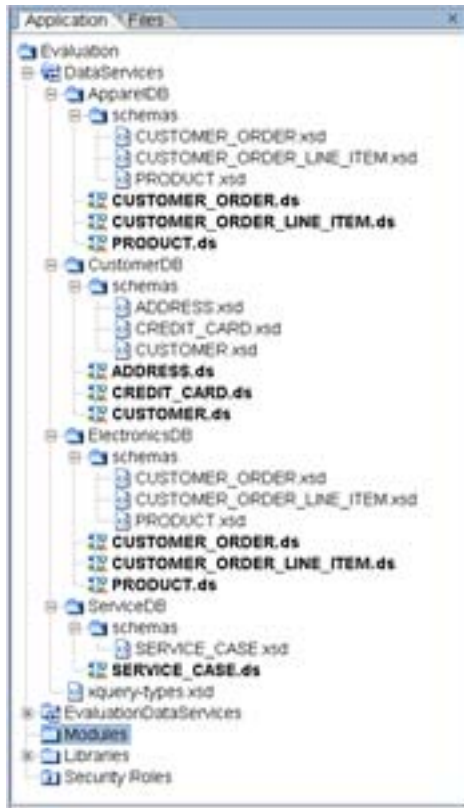 Application Files x
Evaluation
DataServices
ApparelDB
schemas
CUSTOMER_ORDER.xsd
CUSTOMER_ORDER_LINE_ITEM.xsd
PRODUCT.xsd
CUSTOMER_ORDER.ds
CUSTOMER_ORDER_LINE_ITEM.ds
PRODUCT.ds
CustomerDB
schemas
ADDRESS.xsd
CREDIT_CARD.xsd
CUSTOMER.xsd
ADDRESS.ds
CREDIT_CARD.ds
CUSTOMER.ds
ElectronicsDB
schemas
CUSTOMER_ORDER.xsd
CUSTOMER_ORDER_LINE_ITEM.xsd
PRODUCT.xsd
CUSTOMER_ORDER.ds
CUSTOMER_ORDER_LINE_ITEM.ds
PRODUCT.ds
ServiceDB
schemas
SERVICE_CASE.xsd
SERVICE_CASE.ds
xquery-types.xsd
EvaluationDataServices
Modules
Libraries
Security Roles